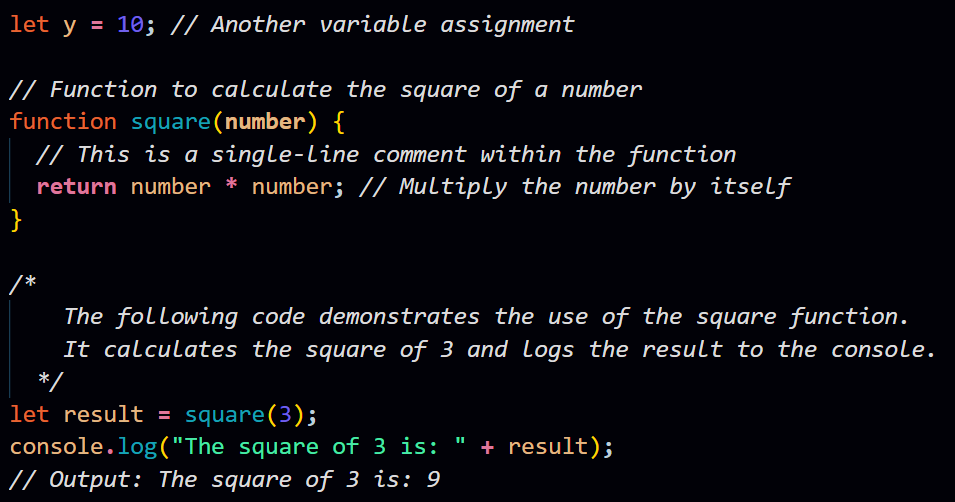 let y = 10; // Another variable assignment

// Function to calculate the square of a number
function square(number) {
  // This is a single-line comment within the function
  return number * number; // Multiply the number by itself
}

/*
    The following code demonstrates the use of the square function.
    It calculates the square of 3 and logs the result to the console.
  */
let result = square(3);
console.log("The square of 3 is: " + result);
// Output: The square of 3 is: 9